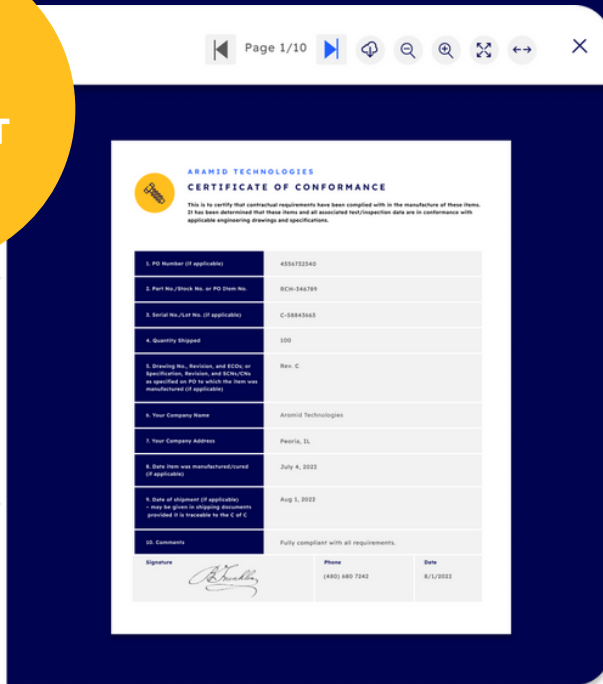 Page 1/10
T
ARAMID TECHNOLOGIES
CERTIFICATE OF CONFORMANCE
This is to certify that contractual requirements have been complied with in the manufacture of these items.
It has been determined that these items and all associated test/inspection data are in conformance with
applicable engineering drawings and specifications.
1. PO Number (if applicable) 4556732540
2. Part No./Stock No. or PO Item No. RCH-346789
3. Serial No./Lot No. (if applicable) C-58843663
4. Quantity Shipped 100
5. Drawing No., Revision, and ECOs; or Rev. C
Specification, Revision, and SCNs/CNs
as specified on PO to which the item was
manufactured (if applicable)
6. Your Company Name Aromid Technologies
7. Your Company Address Peoria, IL
8. Date item was manufactured/cured July 4, 2022
(if applicable)
9. Date of shipment (if applicable) Aug 1, 2022
– may be given in shipping documents
provided it is traceable to the C of C
10. Comments Fully compliant with all requirements.
Signature Phone Date
(480) 680 7242 8/1/2022